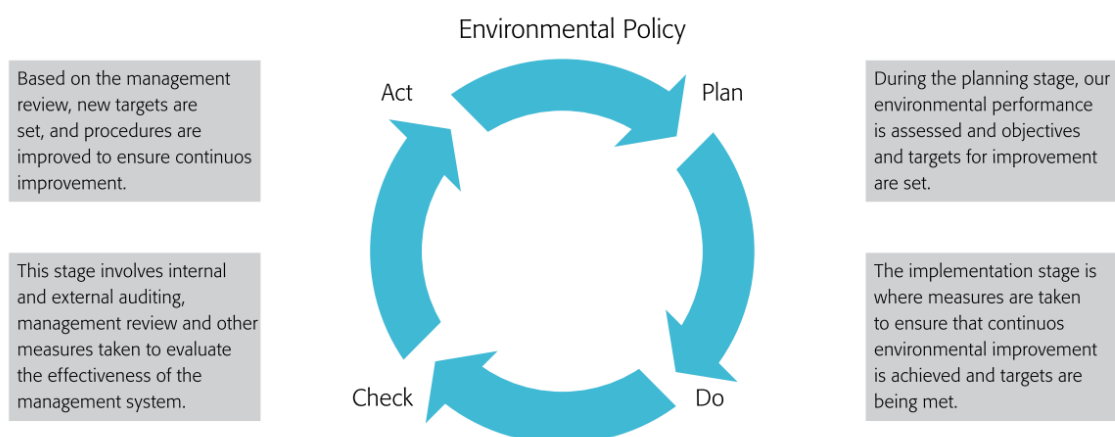 Environmental Policy
Act
Plan
Based on the management
review, new targets are
set, and procedures are
improved to ensure continuos
improvement.
During the planning stage, our
environmental performance
is assessed and objectives
and targets for improvement
are set.
This stage involves internal
and external auditing,
management review and other
measures taken to evaluate
the effectiveness of the
management system.
The implementation stage is
where measures are taken
to ensure that continuos
environmental improvement
is achieved and targets are
being met.
Check
Do